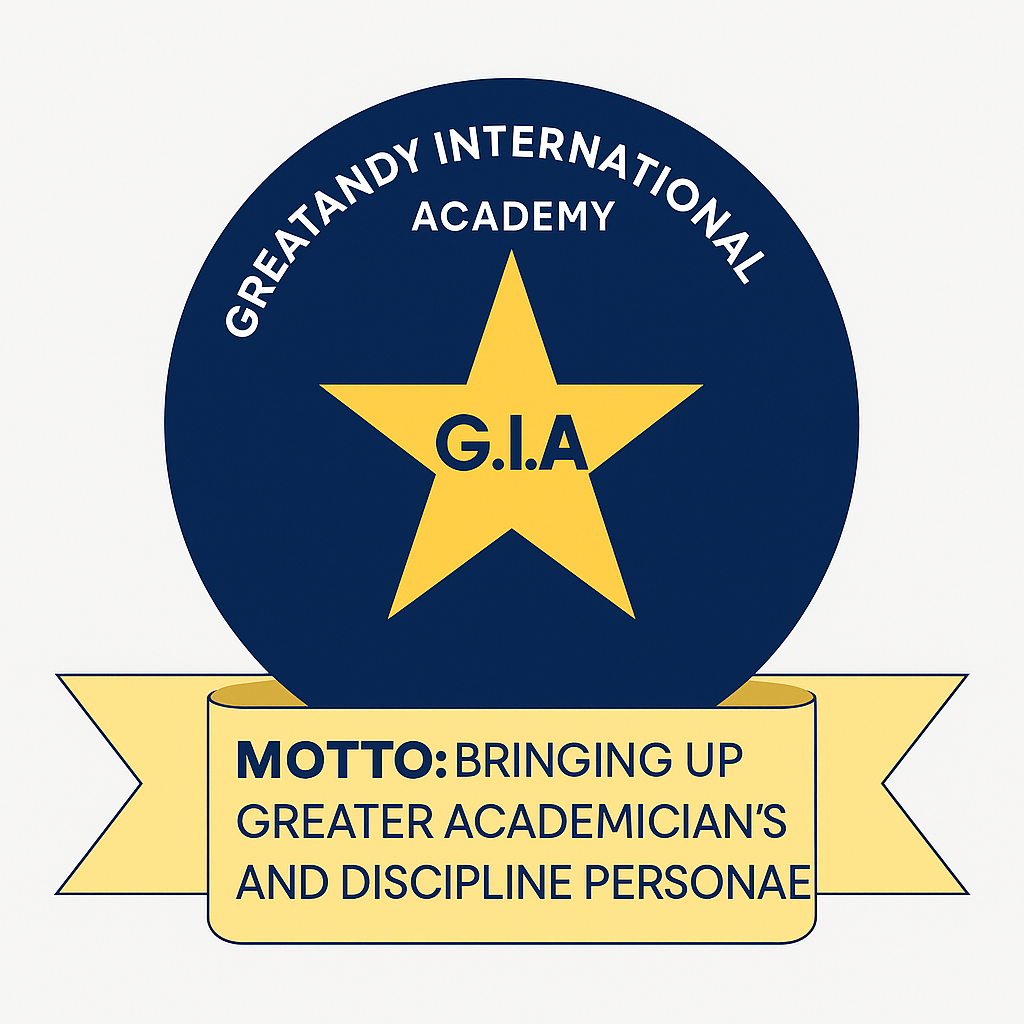 GREATANDY INTERNATIONAL
ACADEMY
G.I.A
MOTTO: BRINGING UP
GREATER ACADEMICIAN'S
AND DISCIPLINE PERSONAE